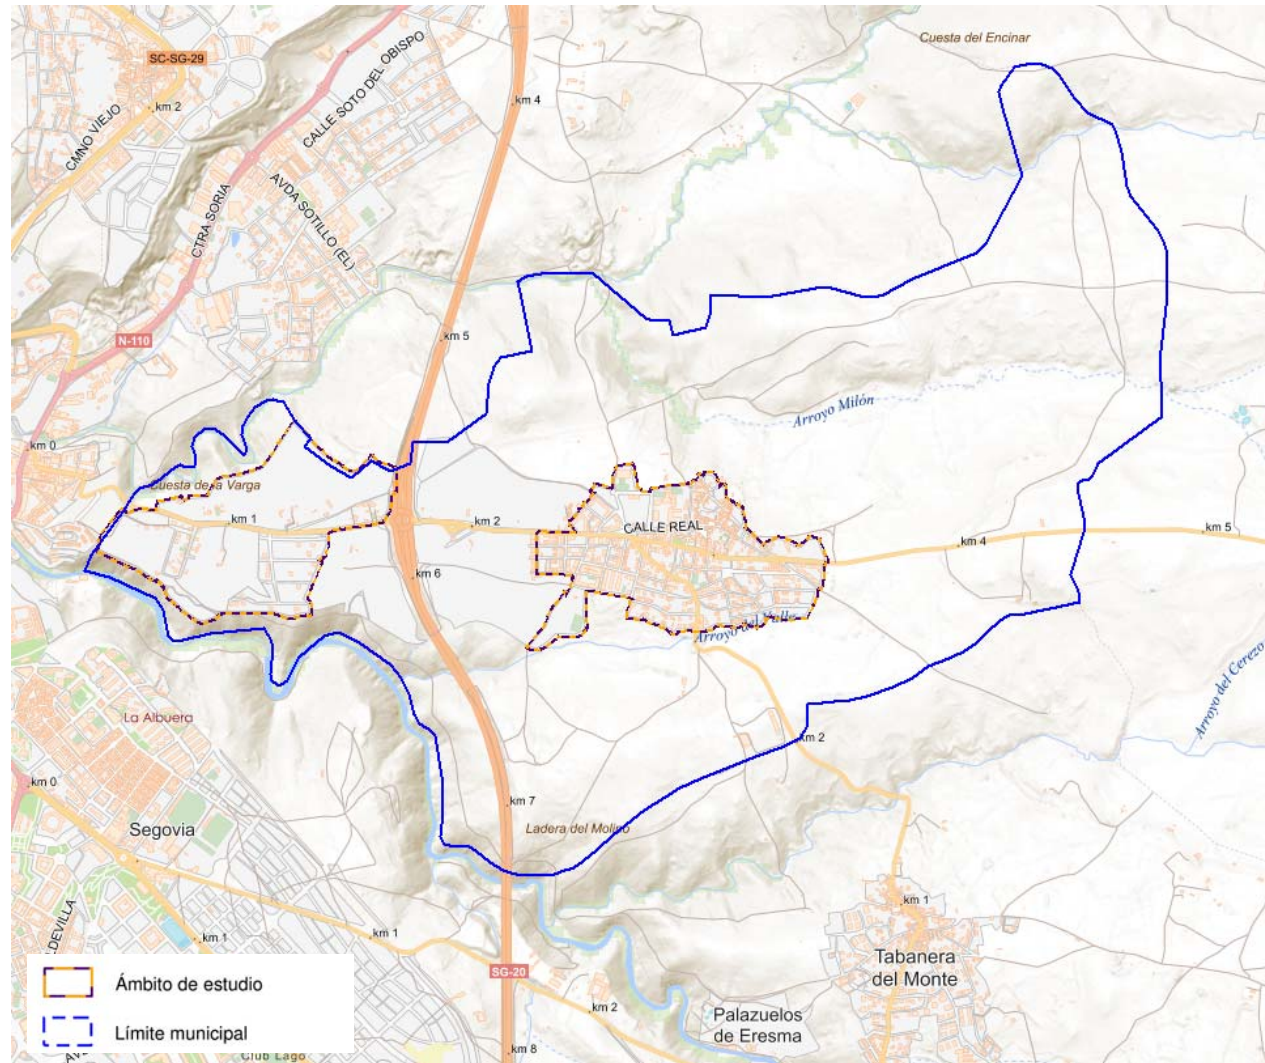 Cuesta del Encinar
SC-SG-29
CALLE SOTO DEL OBISPO
km 4
km 2
CMNO VIEJO
AVDA SOTILLO (EL)
CTRA SORIA
N-110
km 5
Arroyo Milón
km 0
Cuesta de la Varga
km 1
km 2
CALLE REAL
km 4
km 5
km 6
Arroyo del Valle
Arroyo del Cerezo
La Albuera
km 2
km 0
km 7
Segovia
Ladera del Molino
km 1
km 1
km 1
SG-20
Tabanera
del Monte
km 2
Palazuelos
de Eresma
Ámbito de estudio
Límite municipal
km 8
Club Lago